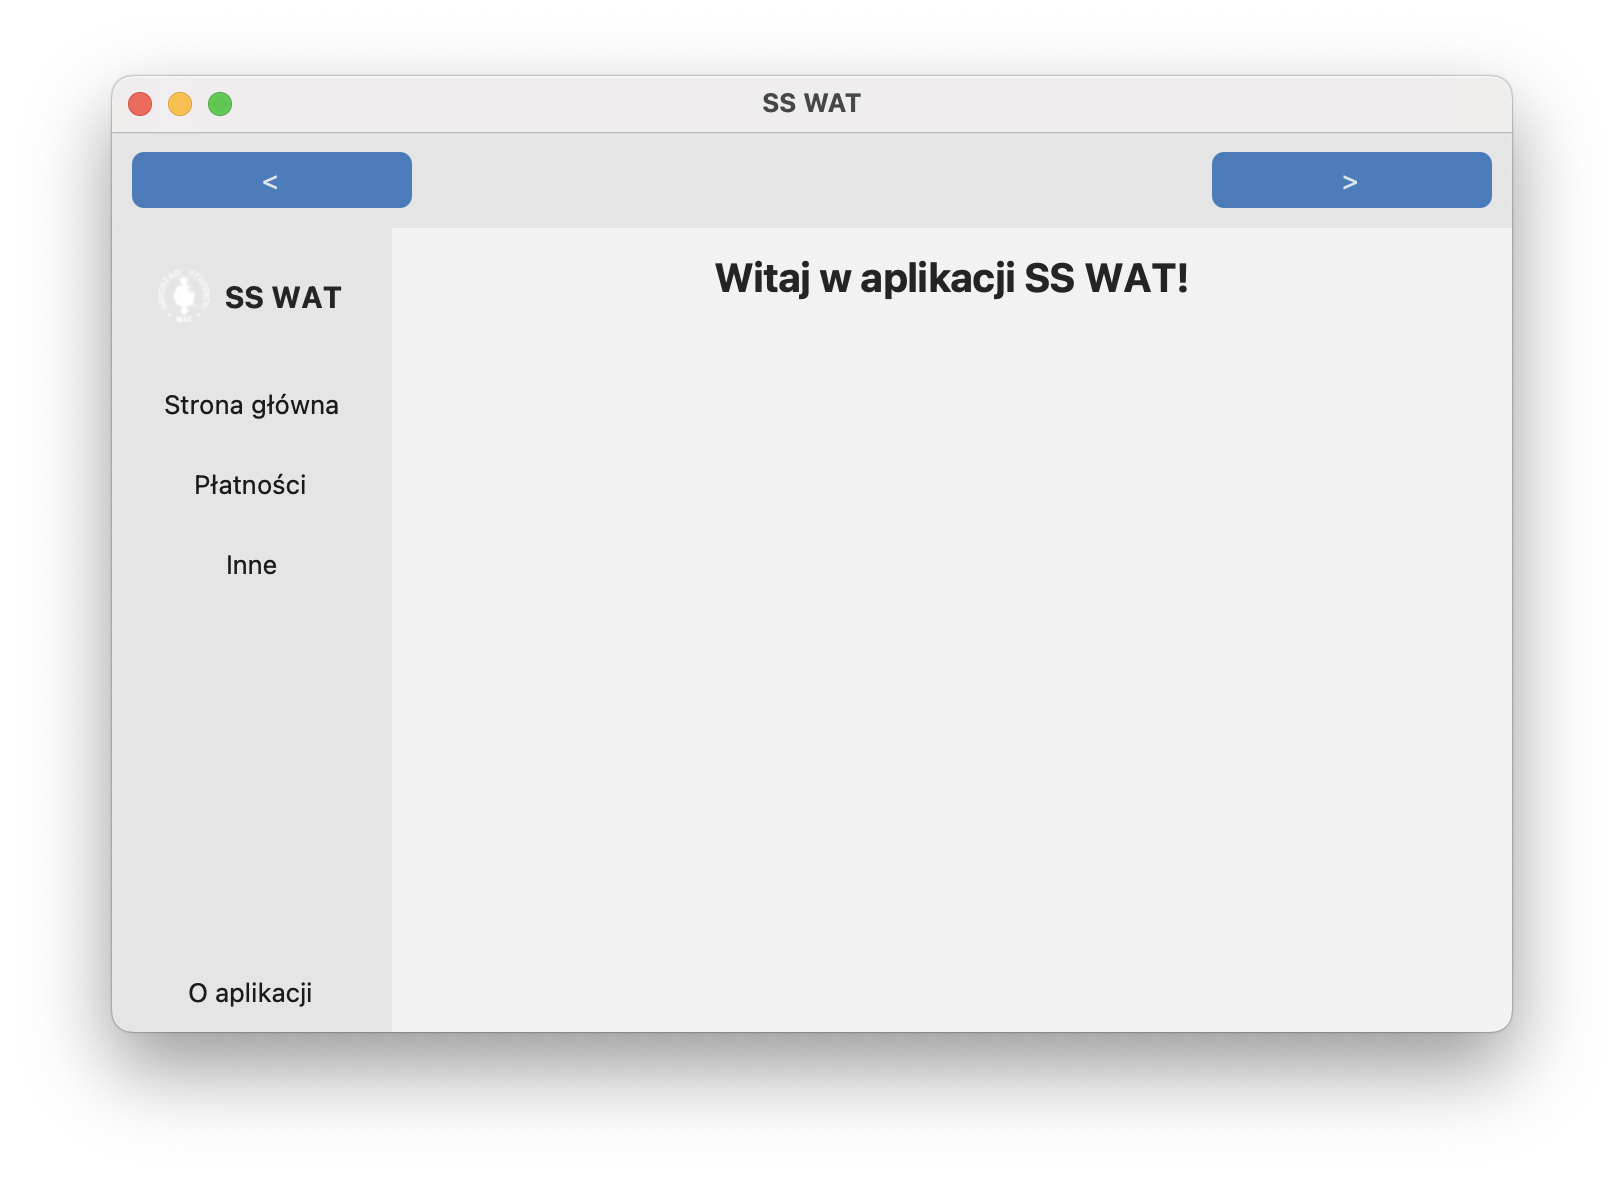 SS WAT
<
>
SS WAT
Witaj w aplikacji SS WAT!
Strona główna
Płatności
Inne
O aplikacji